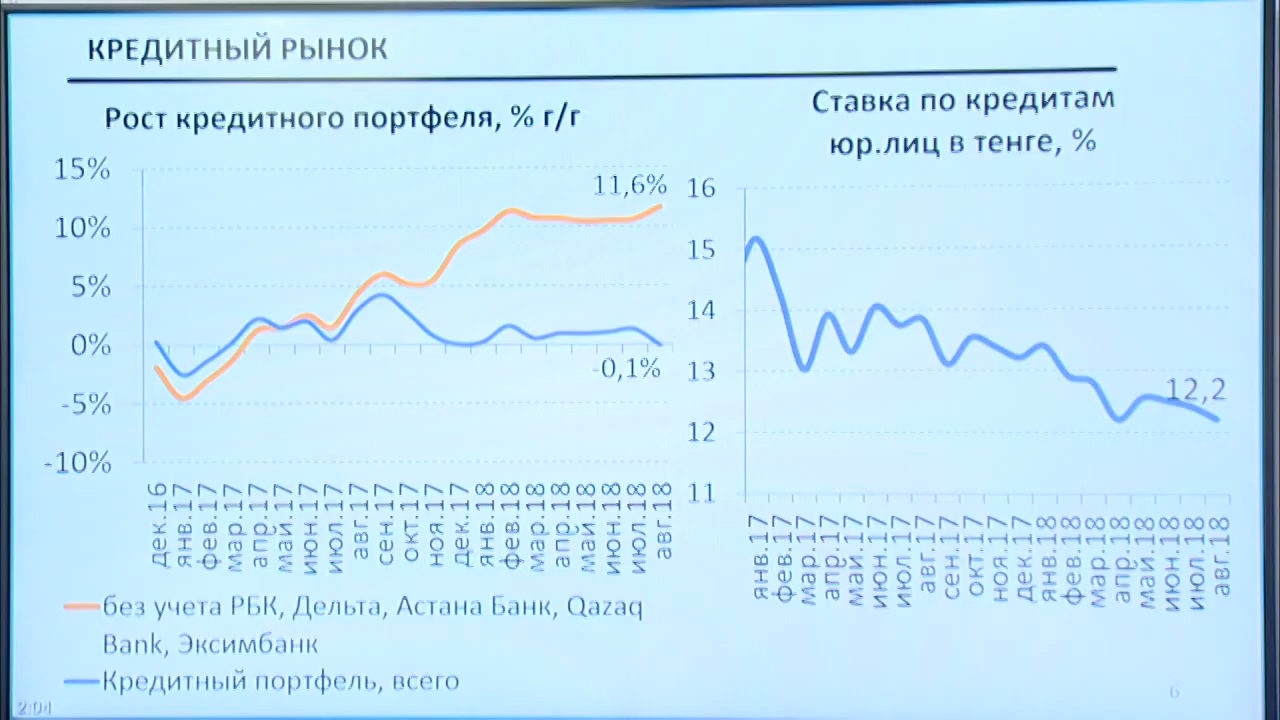 КРЕДИТНЫЙ РЫНОК
Рост кредитного портфеля, % г/г
15%
10%
5%
0%
-5%
-10%
11,6%
-0,1%
дек.16
янв.17
фев.17
мар.17
апр.17
май.17
июн.17
июл.17
авг.17
сен.17
окт.17
ноя.17
дек.17
янв.18
фев.18
мар.18
апр.18
май.18
июн.18
июл.18
авг.18
без учета РБК, Дельта, Астана Банк, Qazaq
Bank, Эксимбанк
Кредитный портфель, всего
Ставка по кредитам
юр.лиц в тенге, %
16
15
14
13
12
11
12,2
янв.17
фев.17
мар.17
апр.17
май.17
июн.17
июл.17
авг.17
сен.17
окт.17
ноя.17
дек.17
янв.18
фев.18
мар.18
апр.18
май.18
июн.18
июл.18
авг.18
6
2:04